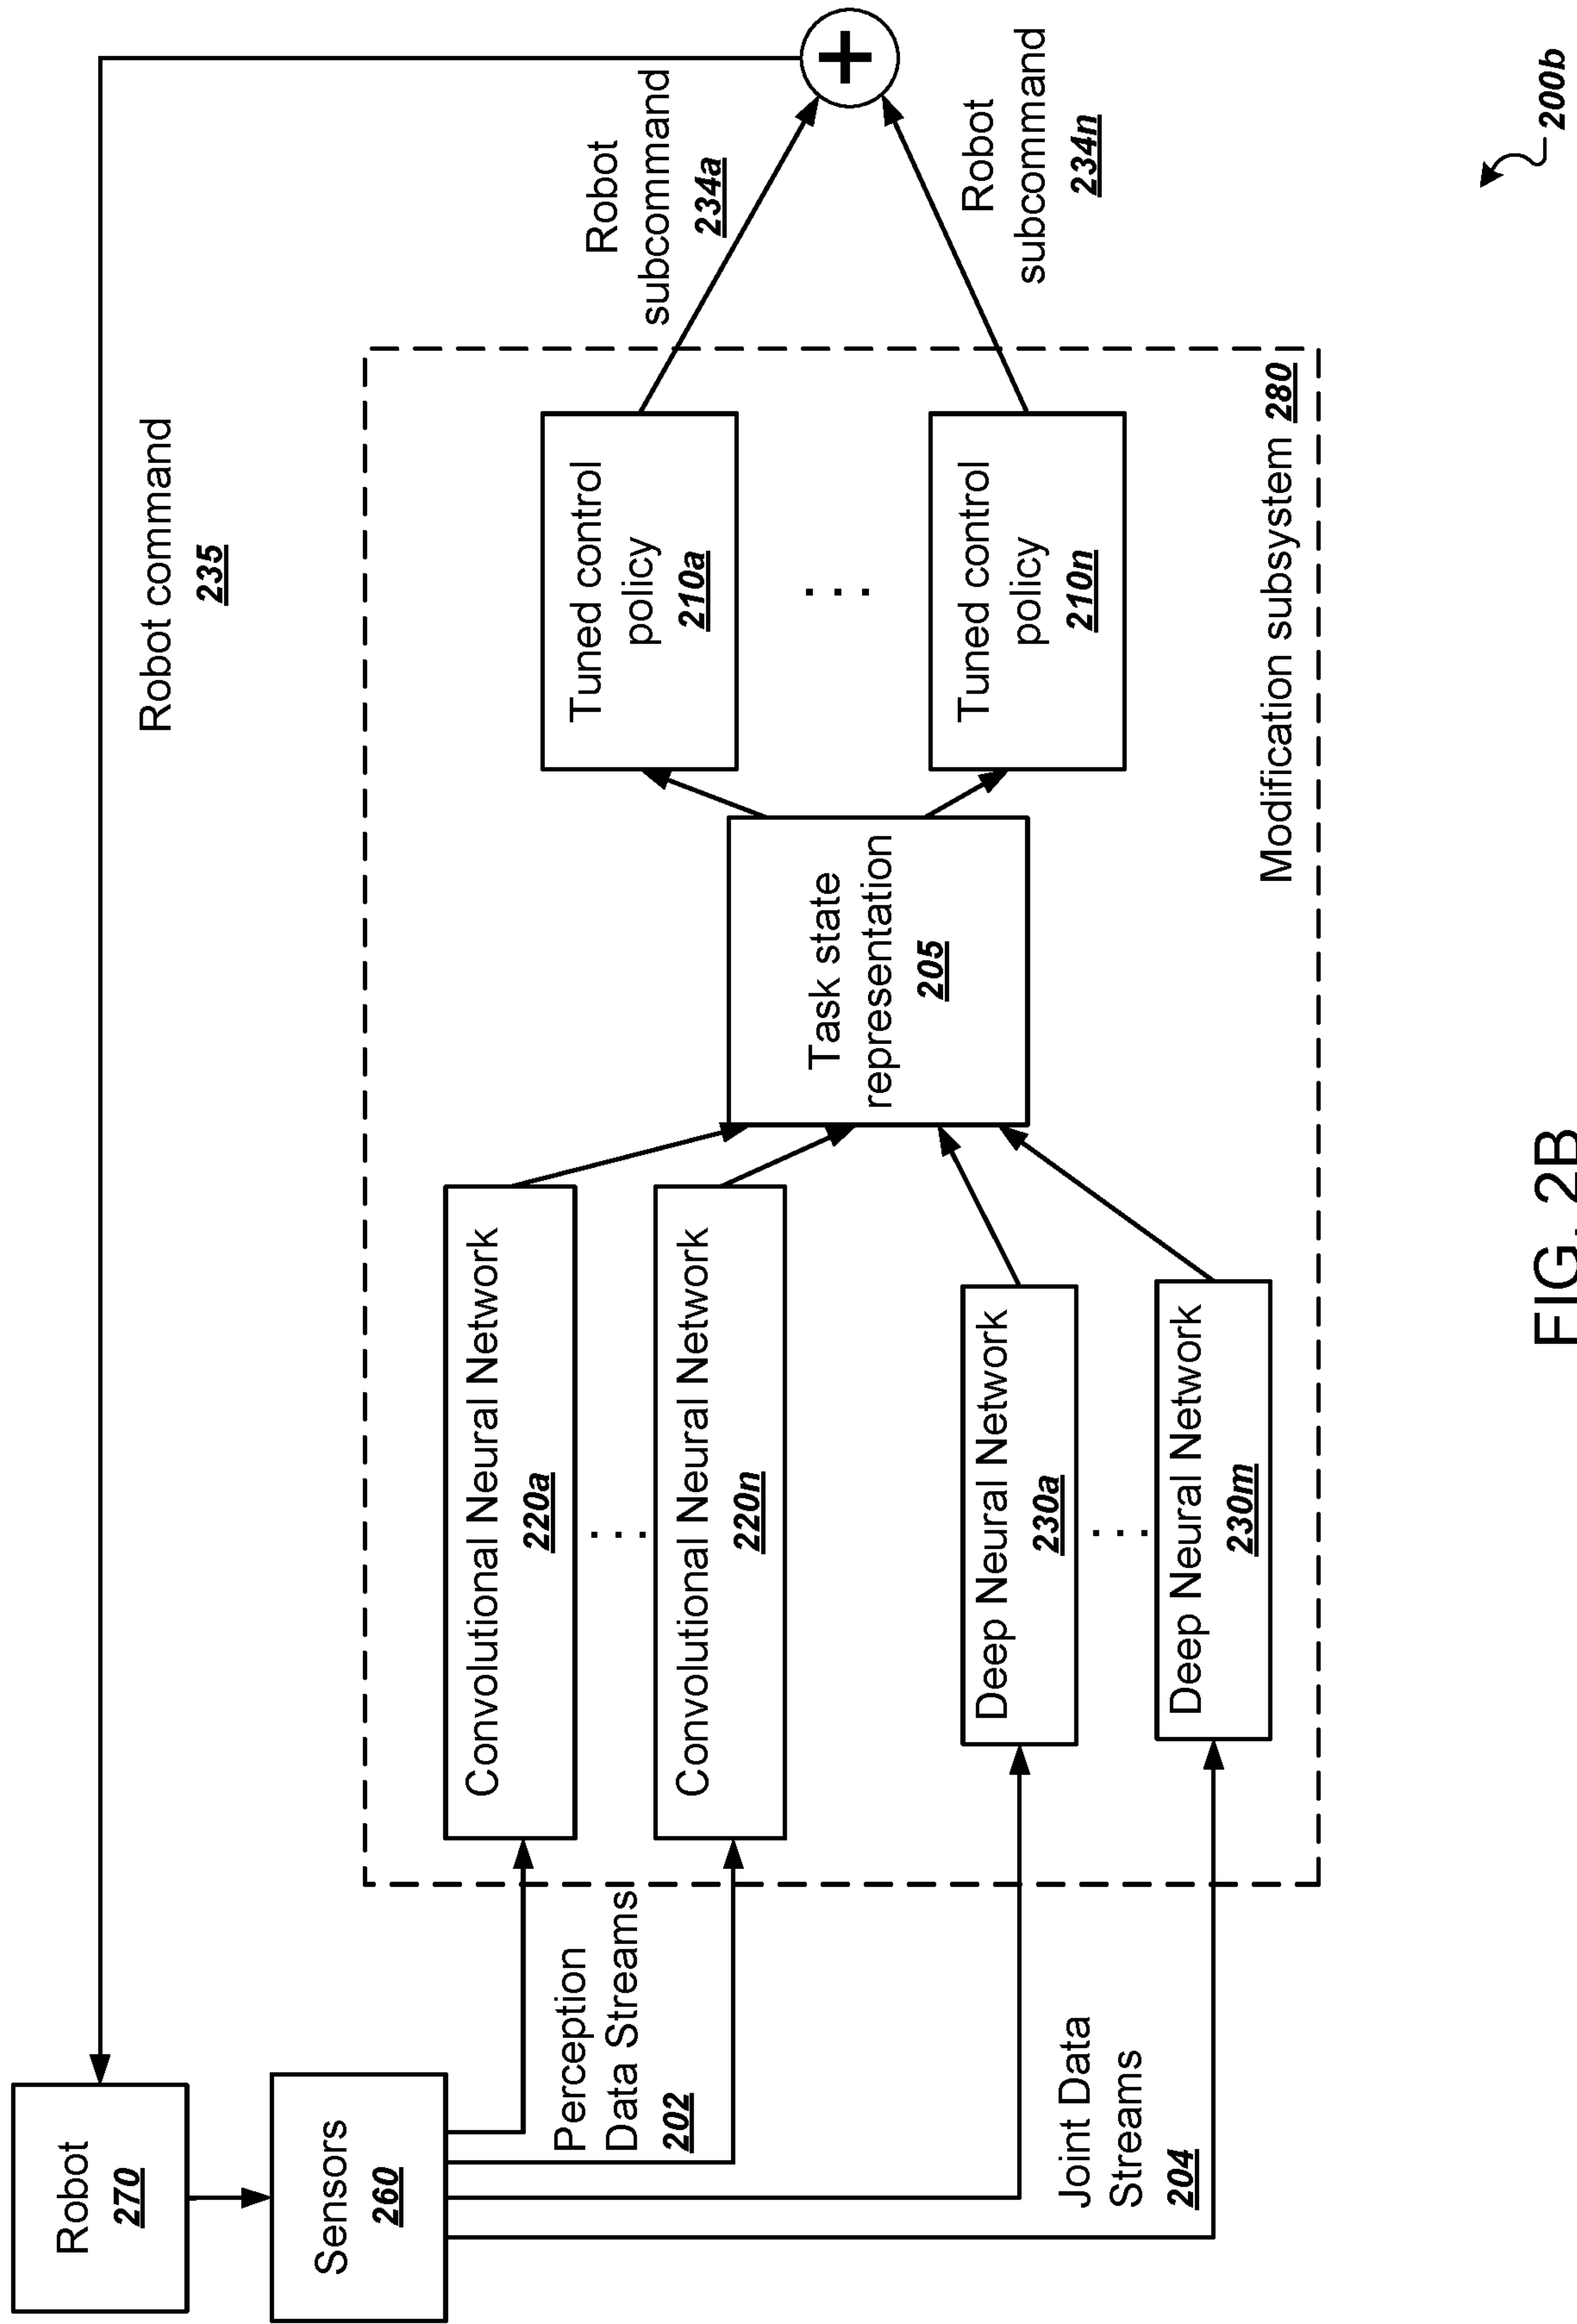 Robot command
235
Robot
270
Sensors
260
Perception
Data Streams
202
Joint Data
Streams
204
Convolutional Neural Network
220a
. . .
Convolutional Neural Network
220n
Deep Neural Network
230a
. . .
Deep Neural Network
230m
Task state
representation
205
Tuned control
policy
210a
. . .
Tuned control
policy
210n
Modification subsystem 280
Robot
subcommand
234a
Robot
subcommand
234n
+
200b
FIG. 2B